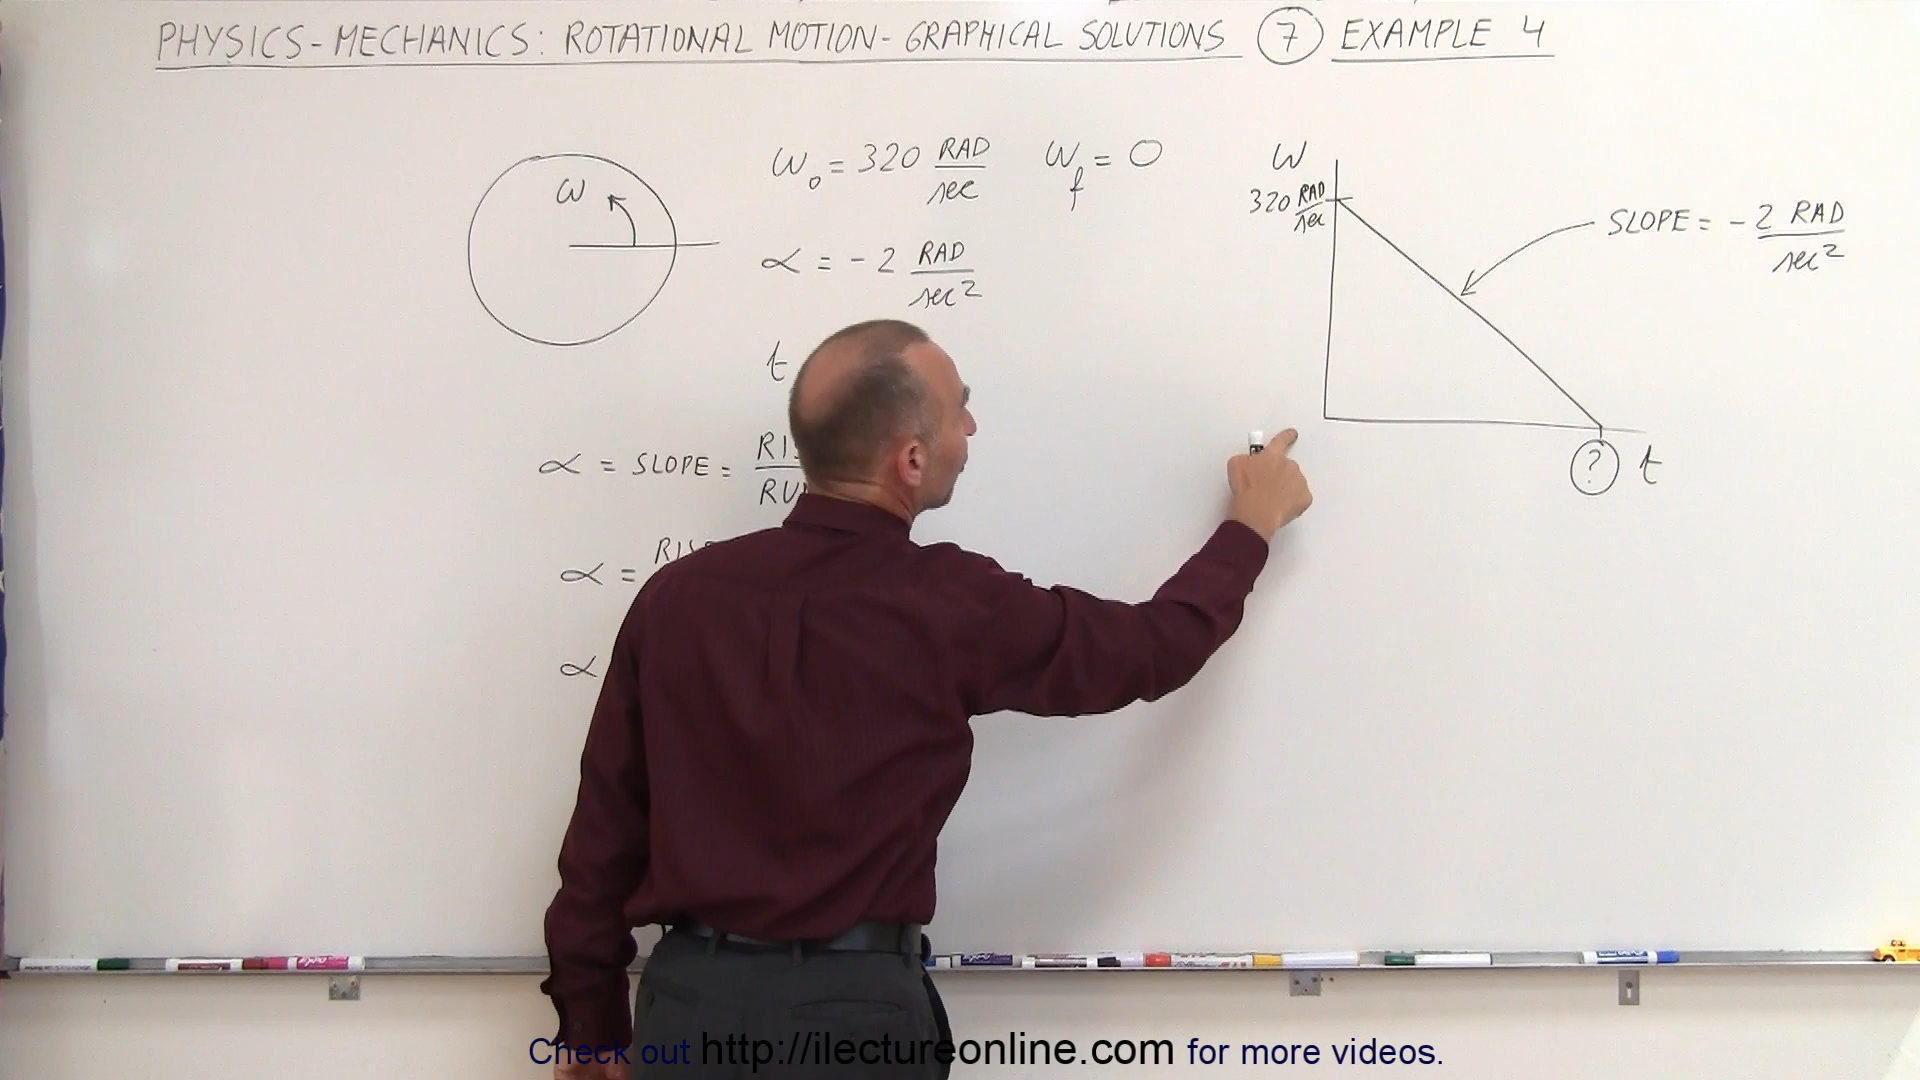 PHYSICS-MECHANICS: ROTATIONAL MOTION- GRAPHICAL SOLUTIONS 7 EXAMPLE 4
ω
ω₀ = 320 RAD/sec
ω_f = 0
α = -2 RAD/sec²
t
α = SLOPE =
α =
α
ω
320 RAD/sec
SLOPE = -2 RAD/sec²
?
t
Check out http://ilectureonline.com for more videos.